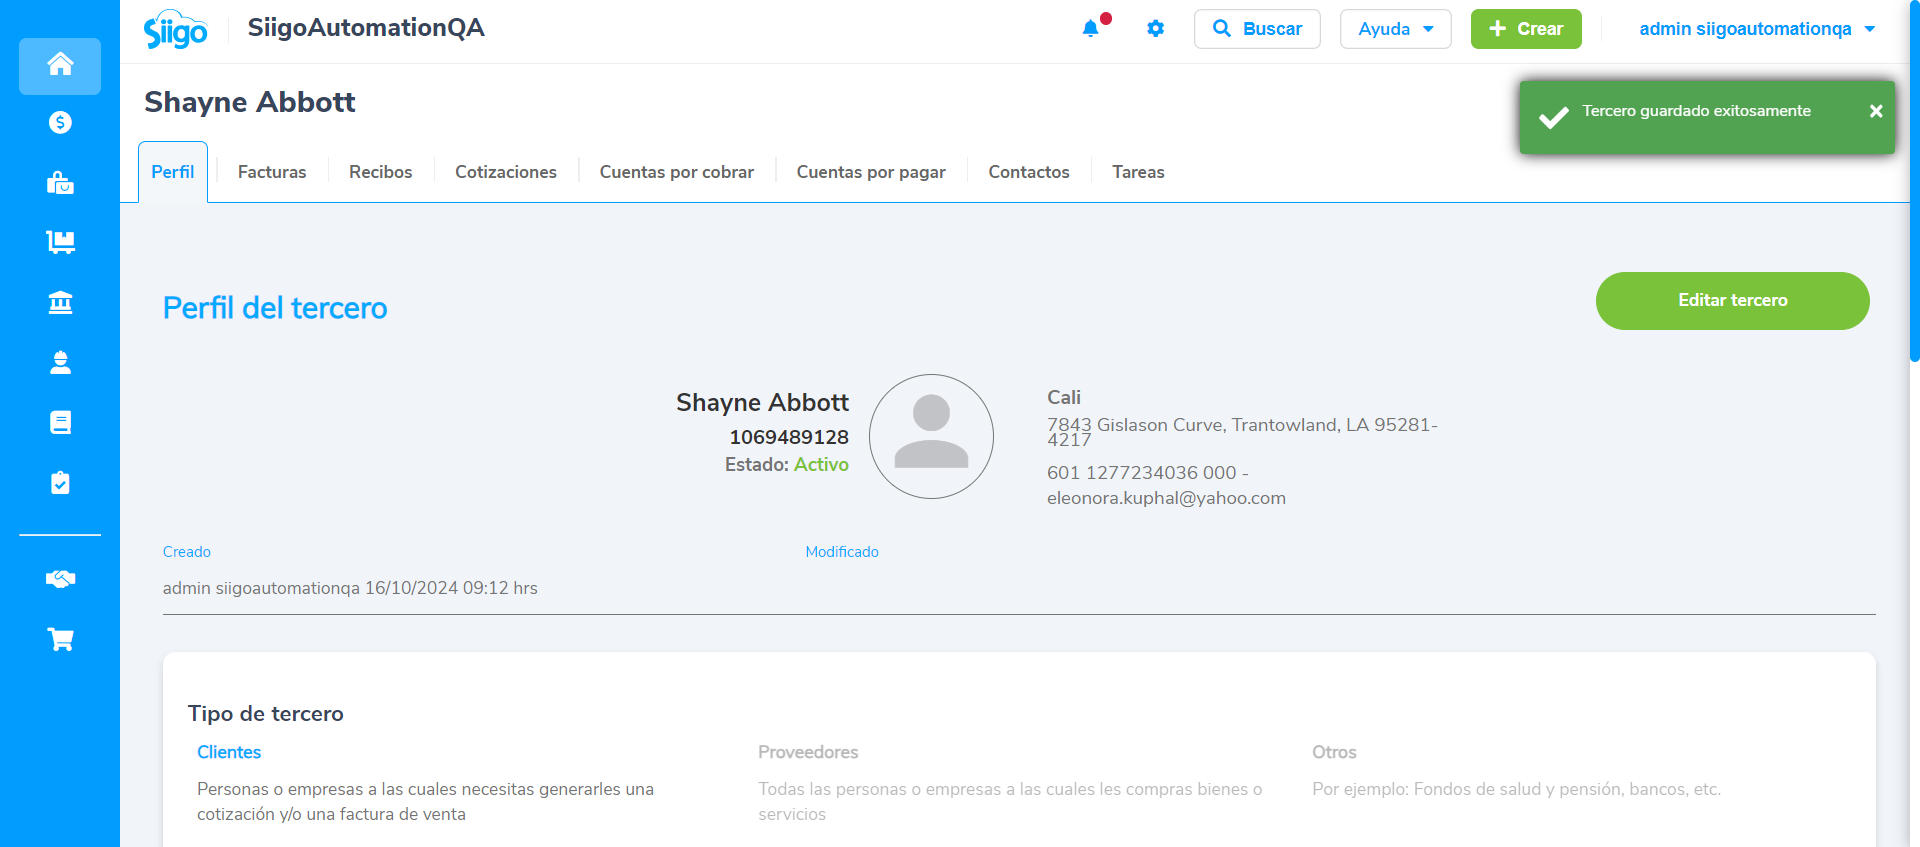 Siigo
SiigoAutomationQA
Buscar
Ayuda
Crear
admin siigoautomationqa
Shayne Abbott
Tercero guardado exitosamente
Perfil
Facturas
Recibos
Cotizaciones
Cuentas por cobrar
Cuentas por pagar
Contactos
Tareas
Perfil del tercero
Editar tercero
Shayne Abbott
1069489128
Estado: Activo
Cali
7843 Gislason Curve, Trantowland, LA 95281-
4217
601 1277234036 000 -
eleonora.kuphal@yahoo.com
Creado
Modificado
admin siigoautomationqa 16/10/2024 09:12 hrs
Tipo de tercero
Clientes
Personas o empresas a las cuales necesitas generarles una
cotización y/o una factura de venta
Proveedores
Todas las personas o empresas a las cuales les compras bienes o
servicios
Otros
Por ejemplo: Fondos de salud y pensión, bancos, etc.